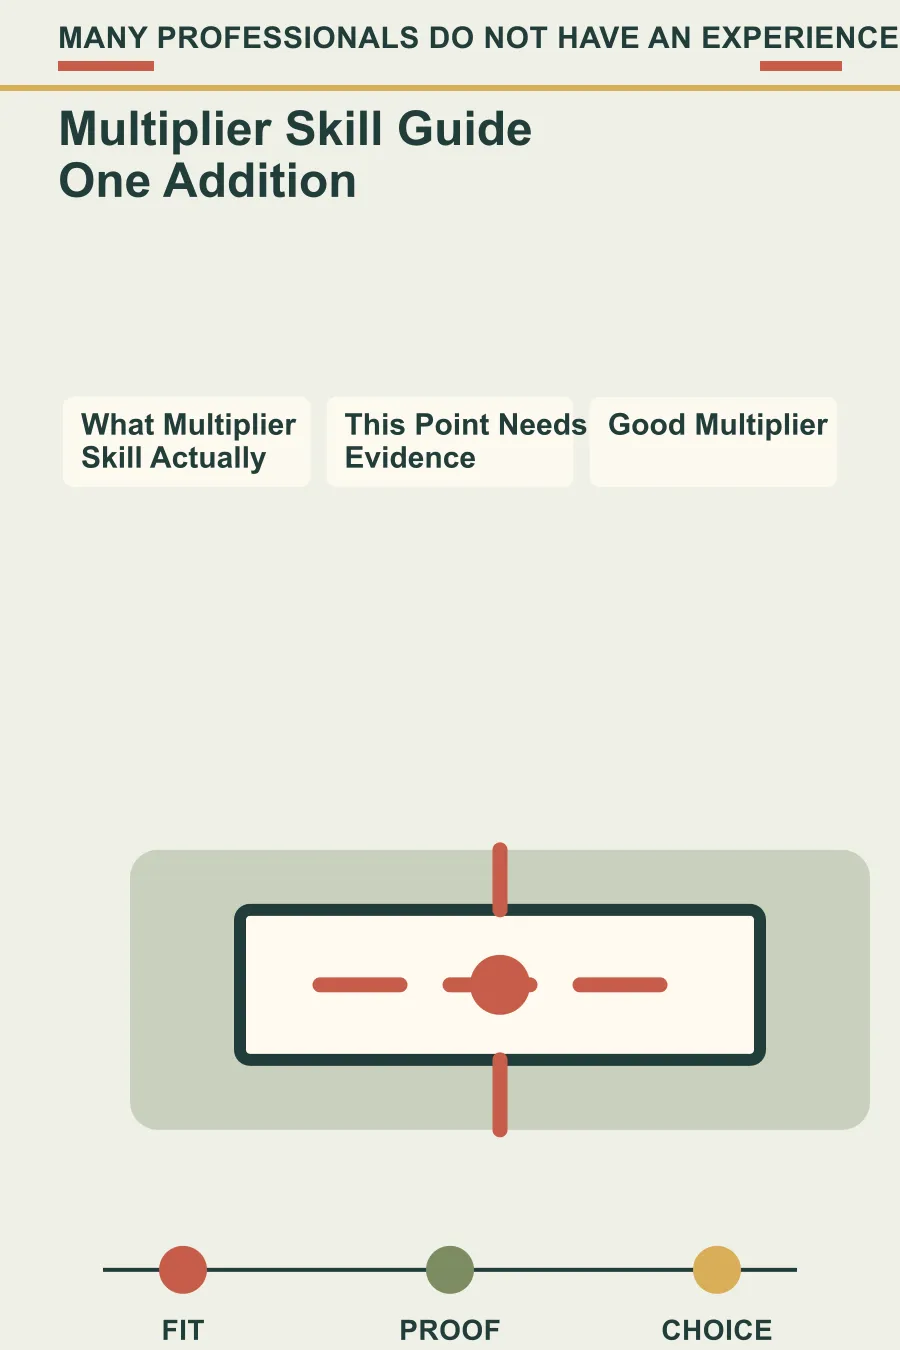 MANY PROFESSIONALS DO NOT HAVE AN EXPERIENCE
Multiplier Skill Guide
One Addition
What Multiplier
Skill Actually
This Point Needs
Evidence
Good Multiplier
FIT
PROOF
CHOICE